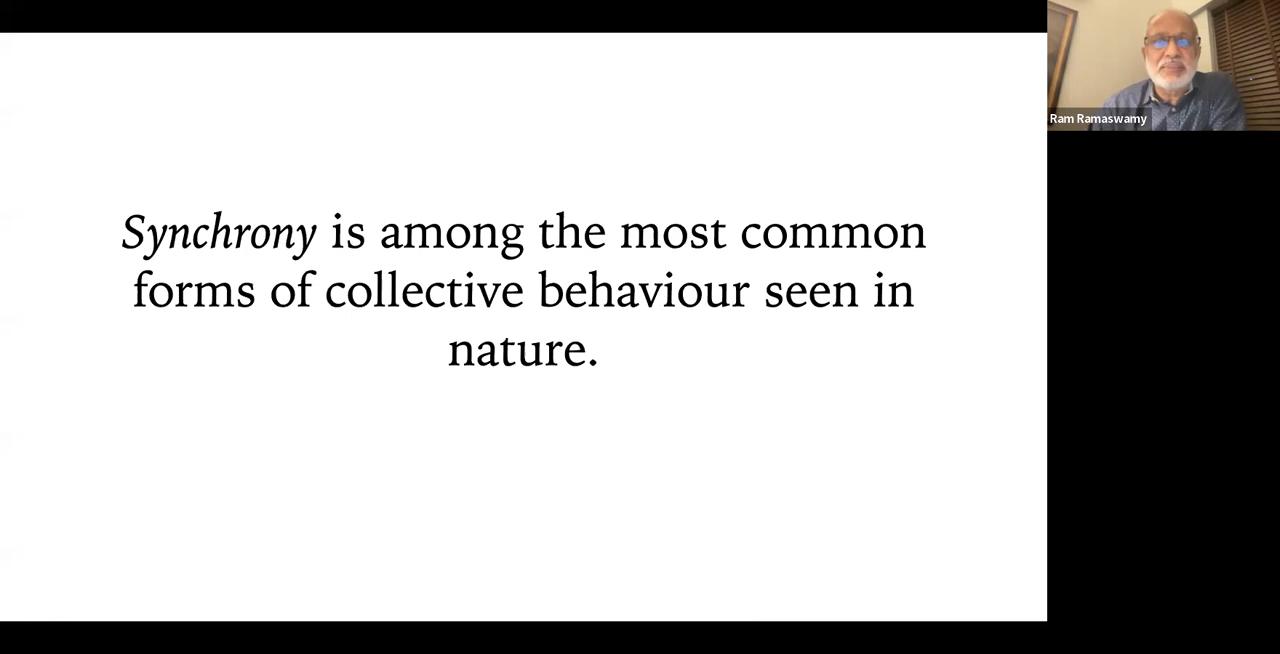 Synchrony is among the most common
forms of collective behaviour seen in
nature.
Ram Ramaswamy